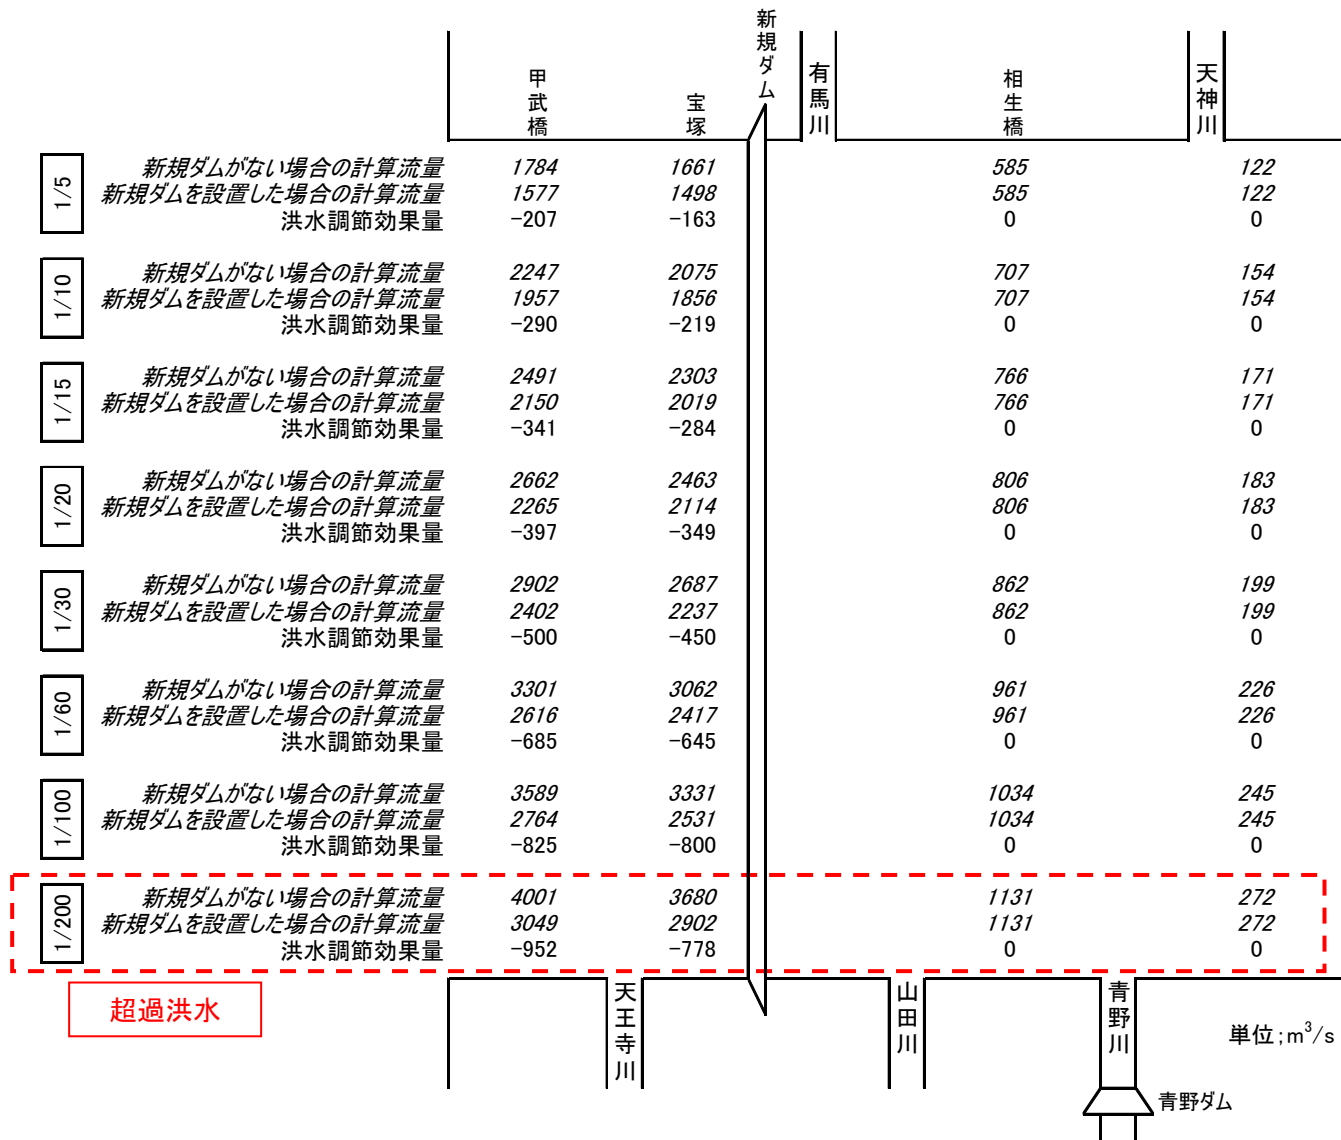 甲武橋 宝塚 新規ダム 有馬川 相生橋 天神川
1/5
新規ダムがない場合の計算流量 1784 1661 585 122
新規ダムを設置した場合の計算流量 1577 1498 585 122
洪水調節効果量 -207 -163 0 0
1/10
新規ダムがない場合の計算流量 2247 2075 707 154
新規ダムを設置した場合の計算流量 1957 1856 707 154
洪水調節効果量 -290 -219 0 0
1/15
新規ダムがない場合の計算流量 2491 2303 766 171
新規ダムを設置した場合の計算流量 2150 2019 766 171
洪水調節効果量 -341 -284 0 0
1/20
新規ダムがない場合の計算流量 2662 2463 806 183
新規ダムを設置した場合の計算流量 2265 2114 806 183
洪水調節効果量 -397 -349 0 0
1/30
新規ダムがない場合の計算流量 2902 2687 862 199
新規ダムを設置した場合の計算流量 2402 2237 862 199
洪水調節効果量 -500 -450 0 0
1/60
新規ダムがない場合の計算流量 3301 3062 961 226
新規ダムを設置した場合の計算流量 2616 2417 961 226
洪水調節効果量 -685 -645 0 0
1/100
新規ダムがない場合の計算流量 3589 3331 1034 245
新規ダムを設置した場合の計算流量 2764 2531 1034 245
洪水調節効果量 -825 -800 0 0
1/200
新規ダムがない場合の計算流量 4001 3680 1131 272
新規ダムを設置した場合の計算流量 3049 2902 1131 272
洪水調節効果量 -952 -778 0 0
超過洪水
天王寺川 山田川 青野川
単位;m³/s
青野ダム